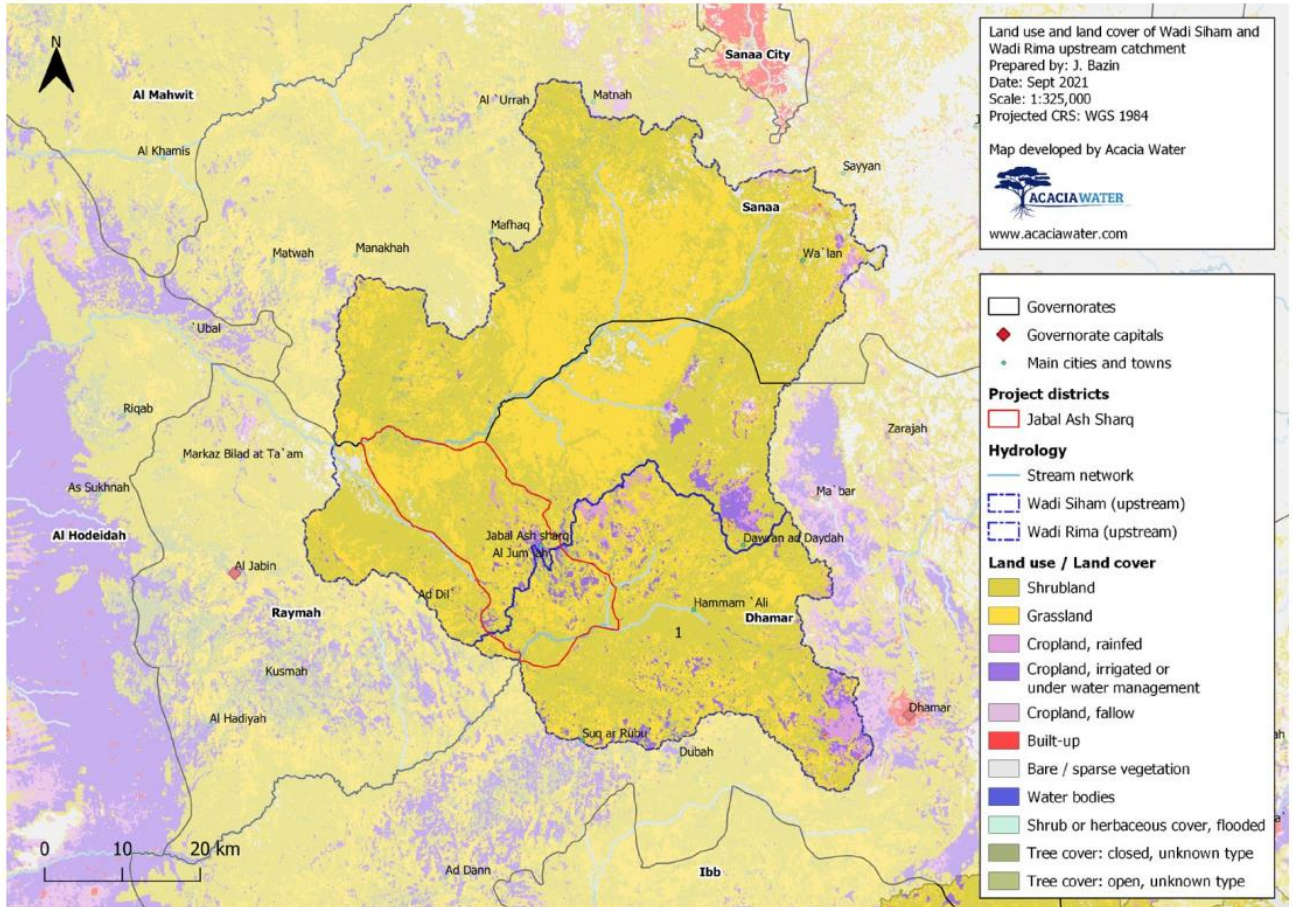 N
Sanaa City
Al Mahwit
Al `Urrah
Matnah
Al Khamis
Sayyan
Sanaa
Mafhaq
Matwah
Manakhah
Wa`lan
`Ubal
Riqab
Markaz Bilad at Ta`am
Zarajah
As Sukhnah
Ma`bar
Al Hodeidah
Jabal Ash sharq
Dawran ad Daydah
Al Jum`ah
Al Jabin
Ad Dil`
Hammam `Ali
Raymah
Dhamar
1
Kusmah
Al Hadiyah
Dhamar
Suq ar Rubu`
Dubah
0 10 20 km
Ad Dann
Ibb
Land use and land cover of Wadi Siham and
Wadi Rima upstream catchment
Prepared by: J. Bazin
Date: Sept 2021
Scale: 1:325,000
Projected CRS: WGS 1984
Map developed by Acacia Water
ACACIAWATER
www.acaciawater.com
Governorates
Governorate capitals
Main cities and towns
Project districts
Jabal Ash Sharq
Hydrology
Stream network
Wadi Siham (upstream)
Wadi Rima (upstream)
Land use / Land cover
Shrubland
Grassland
Cropland, rainfed
Cropland, irrigated or
under water management
Cropland, fallow
Built-up
Bare / sparse vegetation
Water bodies
Shrub or herbaceous cover, flooded
Tree cover: closed, unknown type
Tree cover: open, unknown type